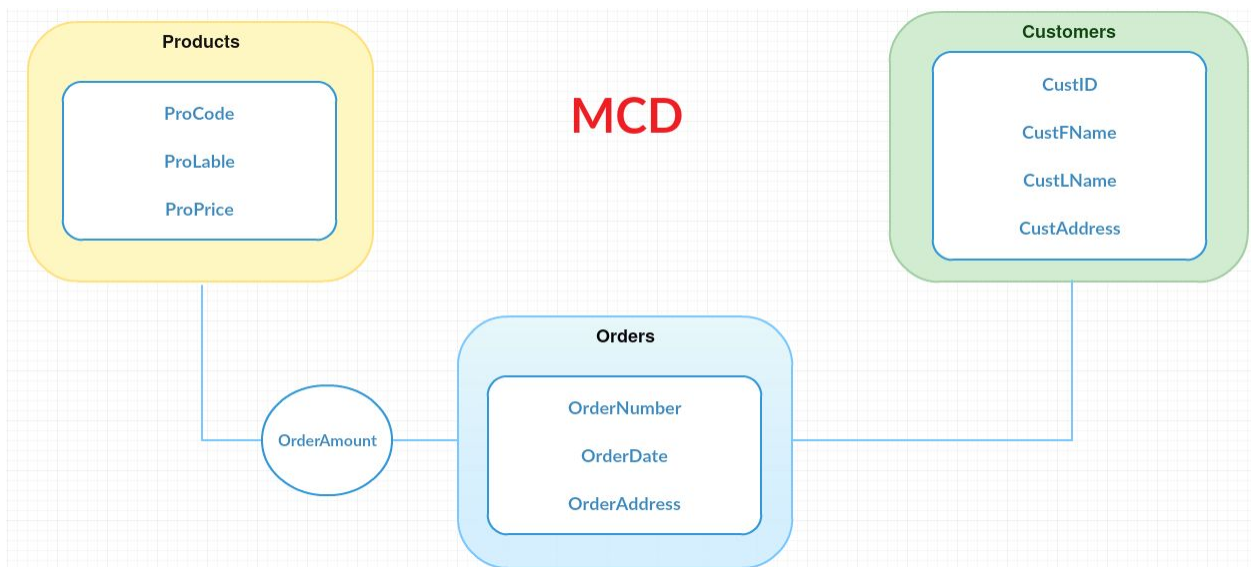 Products
ProCode
ProLable
ProPrice
MCD
Customers
CustID
CustFName
CustLName
CustAddress
OrderAmount
Orders
OrderNumber
OrderDate
OrderAddress